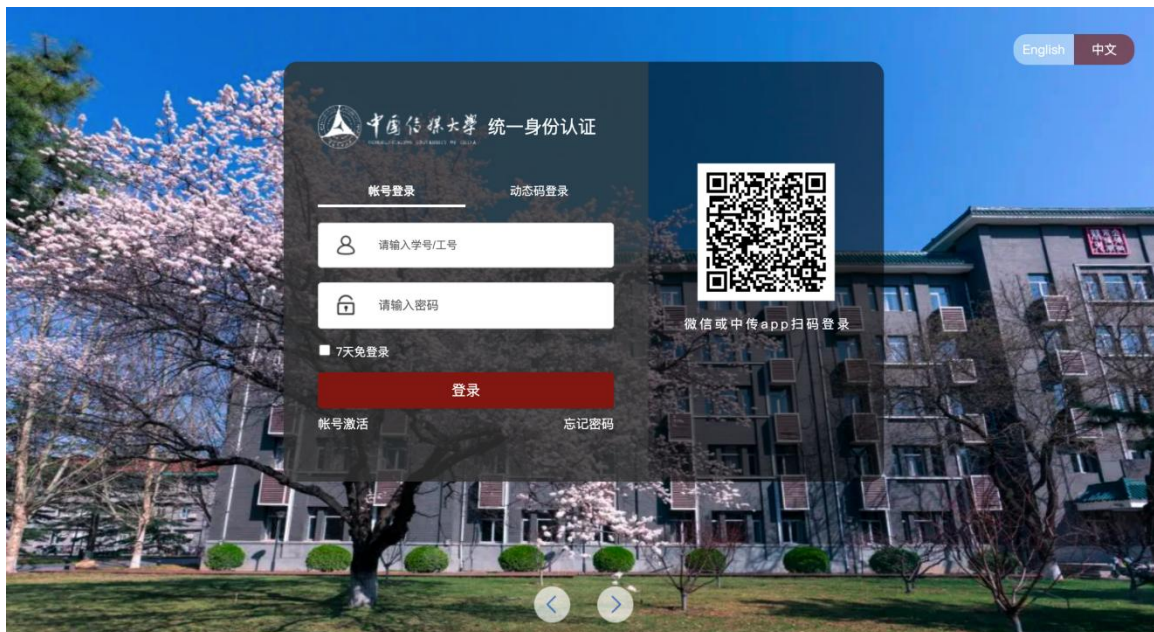 English 中文
中国传媒大学 统一身份认证
帐号登录 动态码登录
请输入学号/工号
请输入密码
7天免登录
登录
帐号激活 忘记密码
微信或中传app扫码登录